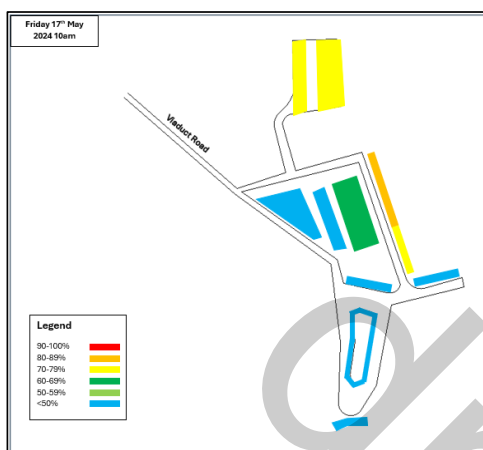 Friday 17th May
2024 10am
Viaduct Road
Legend
90-100%
80-89%
70-79%
60-69%
50-59%
<50%